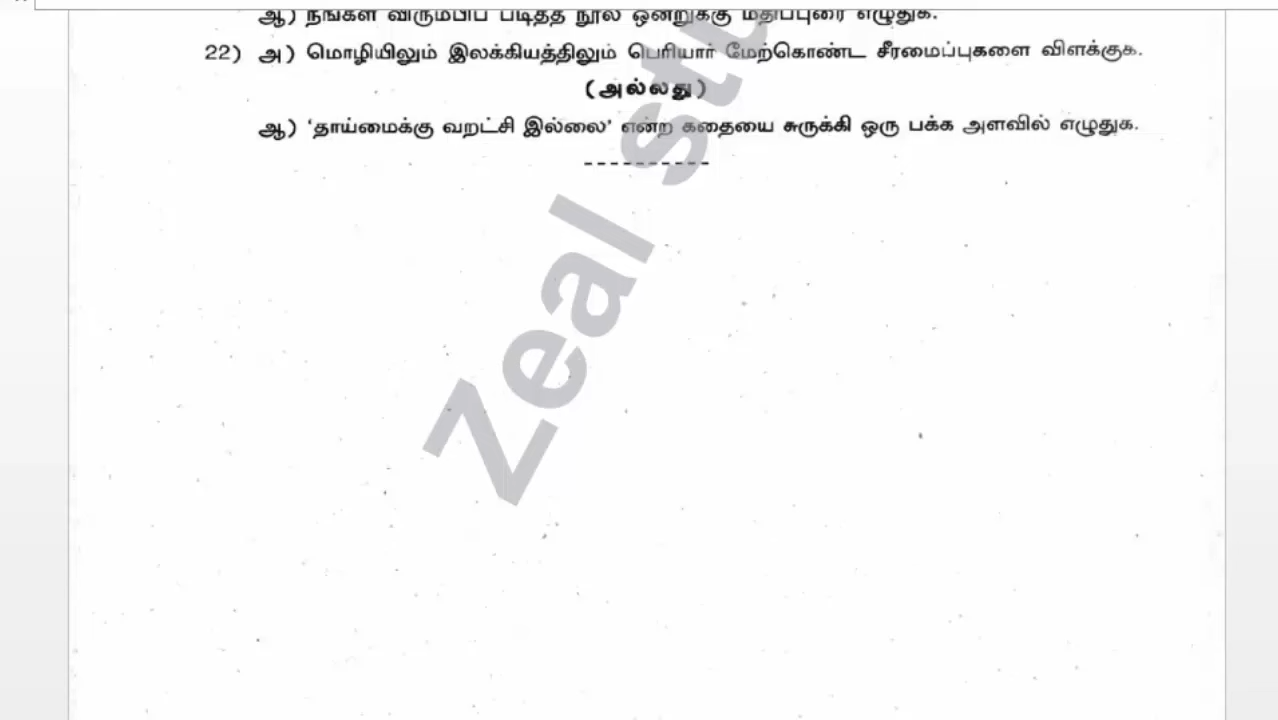 ஆ) நீங்கள் விரும்பிப் படித்த நூல் ஒன்றுக்கு மதிப்புரை எழுதுக.
22) அ) மொழியிலும் இலக்கியத்திலும் பெரியார் மேற்கொண்ட சீரமைப்புகளை விளக்குக.
(அல்லது)
ஆ) ‘தாய்மைக்கு வறட்சி இல்லை’ என்ற கதையை சுருக்கி ஒரு பக்க அளவில் எழுதுக.
----------
Zeal